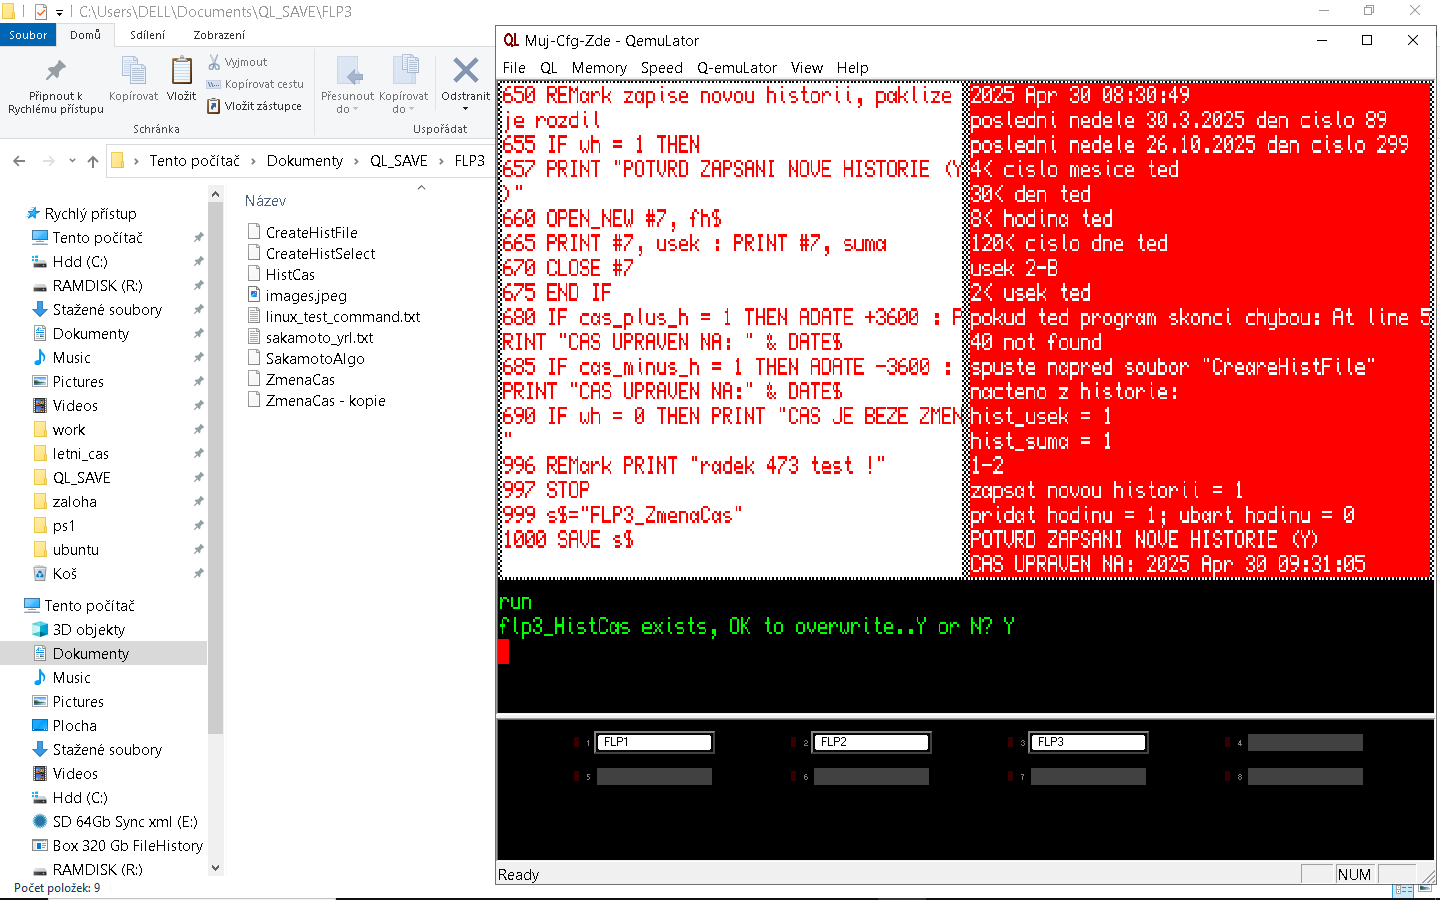 C:\Users\DELL\Documents\QL_SAVE\FLP3
Soubor
Domů
Sdílení
Zobrazení
Připnout k
Rychlému přístupu
Kopírovat
Vložit
Vyjmout
Kopírovat cestu
Vložit zástupce
Schránka
Přesunout
do
Kopírovat
do
Odstranit
Uspořádat
Tento počítač
Dokumenty
QL_SAVE
FLP3
Rychlý přístup
Tento počítač
Hdd (C:)
RAMDISK (R:)
Stažené soubory
Dokumenty
Music
Pictures
Videos
work
letni_cas
QL_SAVE
zaloha
ps1
ubuntu
Koš
Tento počítač
3D objekty
Dokumenty
Music
Pictures
Plocha
Stažené soubory
Videos
Hdd (C:)
SD 64Gb Sync xml (E:)
Box 320 Gb FileHistory
RAMDISK (R:)
Počet položek: 9
Název
CreateHistFile
CreateHistSelect
HistCas
images.jpeg
linux_test_command.txt
sakamoto_yrl.txt
SakamotoAlgo
ZmenaCas
ZmenaCas - kopie
QL Muj-Cfg-Zde - QemuLator
File QL Memory Speed Q-emuLator View Help
650 REMark zapise novou historii, paklize
je rozdil
655 IF wh = 1 THEN
657 PRINT "POTVRD ZAPSANI NOVE HISTORIE (Y
)"
660 OPEN_NEW #7, fh$
665 PRINT #7, usek : PRINT #7, suma
670 CLOSE #7
675 END IF
680 IF cas_plus_h = 1 THEN ADATE +3600 : P
RINT "CAS UPRAVEN NA: " & DATE$
685 IF cas_minus_h = 1 THEN ADATE -3600 :
PRINT "CAS UPRAVEN NA:" & DATE$
690 IF wh = 0 THEN PRINT "CAS JE BEZE ZMEN
"
996 REMark PRINT "radek 473 test !"
997 STOP
999 s$="FLP3_ZmenaCas"
1000 SAVE s$
2025 Apr 30 08:30:49
posledni nedele 30.3.2025 den cislo 89
posledni nedele 26.10.2025 den cislo 299
4< cislo mesice ted
30< den ted
8< hodina ted
120< cislo dne ted
usek 2-B
2< usek ted
pokud ted program skonci chybou: At line 5
40 not found
spuste napred soubor "CreareHistFile"
nacteno z historie:
hist_usek = 1
hist_suma = 1
1-2
zapsat novou historii = 1
pridat hodinu = 1; ubart hodinu = 0
POTVRD ZAPSANI NOVE HISTORIE (Y)
CAS UPRAVEN NA: 2025 Apr 30 09:31:05
run
flp3_HistCas exists, OK to overwrite..Y or N? Y
1 FLP1
2 FLP2
3 FLP3
4
5
6
7
8
Ready
NUM